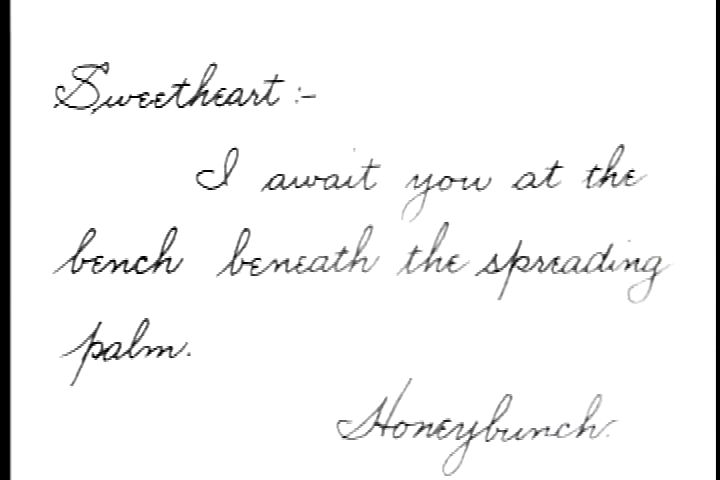 Sweetheart :-
I await you at the
bench beneath the spreading
palm.
Honeybunch.